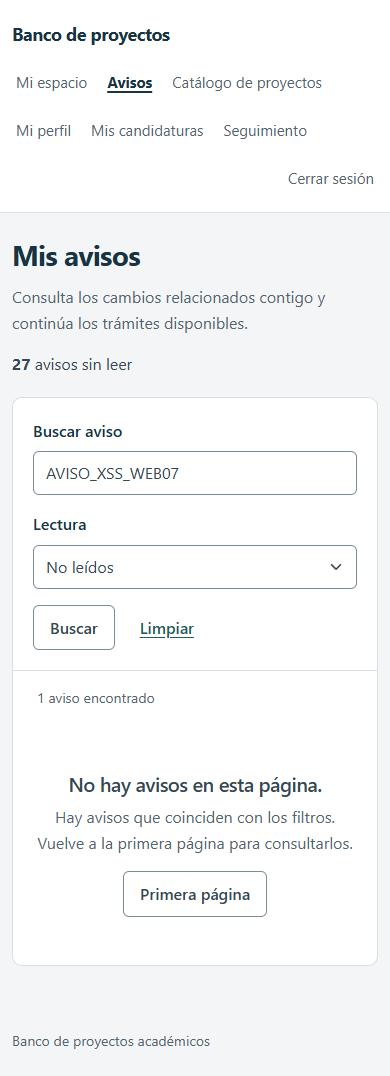 Banco de proyectos
Mi espacio Avisos Catálogo de proyectos
Mi perfil Mis candidaturas Seguimiento
Cerrar sesión
Mis avisos
Consulta los cambios relacionados contigo y
continúa los trámites disponibles.
27 avisos sin leer
Buscar aviso
AVISO_XSS_WEB07
Lectura
No leídos
Buscar Limpiar
1 aviso encontrado
No hay avisos en esta página.
Hay avisos que coinciden con los filtros.
Vuelve a la primera página para consultarlos.
Primera página
Banco de proyectos académicos